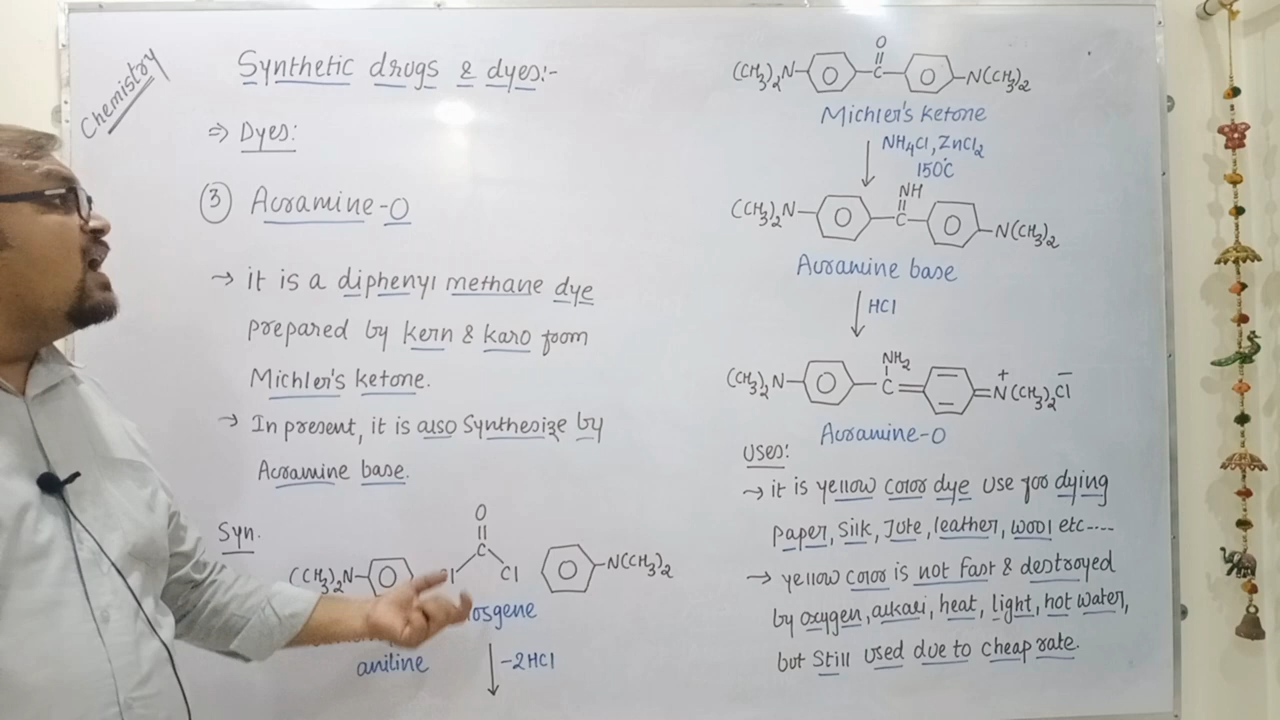 Chemistry
Synthetic drugs & dyes:-
⇒ Dyes:
③ Auramine-O
→ it is a diphenyl methane dye
prepared by kern & karo from
Michler's ketone.
→ In present, it is also Synthesize by
Auramine base.
Syn.
O
C
(CH₃)₂N Cl N(CH₃)₂
aniline
-2HCl
O
(CH₃)₂N C N(CH₃)₂
Michler's ketone
NH₄Cl, ZnCl₂
150°C
NH
(CH₃)₂N C N(CH₃)₂
Auramine base
HCl
NH₂
(CH₃)₂N C N⁺(CH₃)₂Cl⁻
Auramine-O
Uses:
→ it is yellow color dye use for dying
paper, Silk, Jute, leather, wool etc----
→ yellow color is not fast & destroyed
by oxygen, alkali, heat, light, hot water,
but still used due to cheap rate.